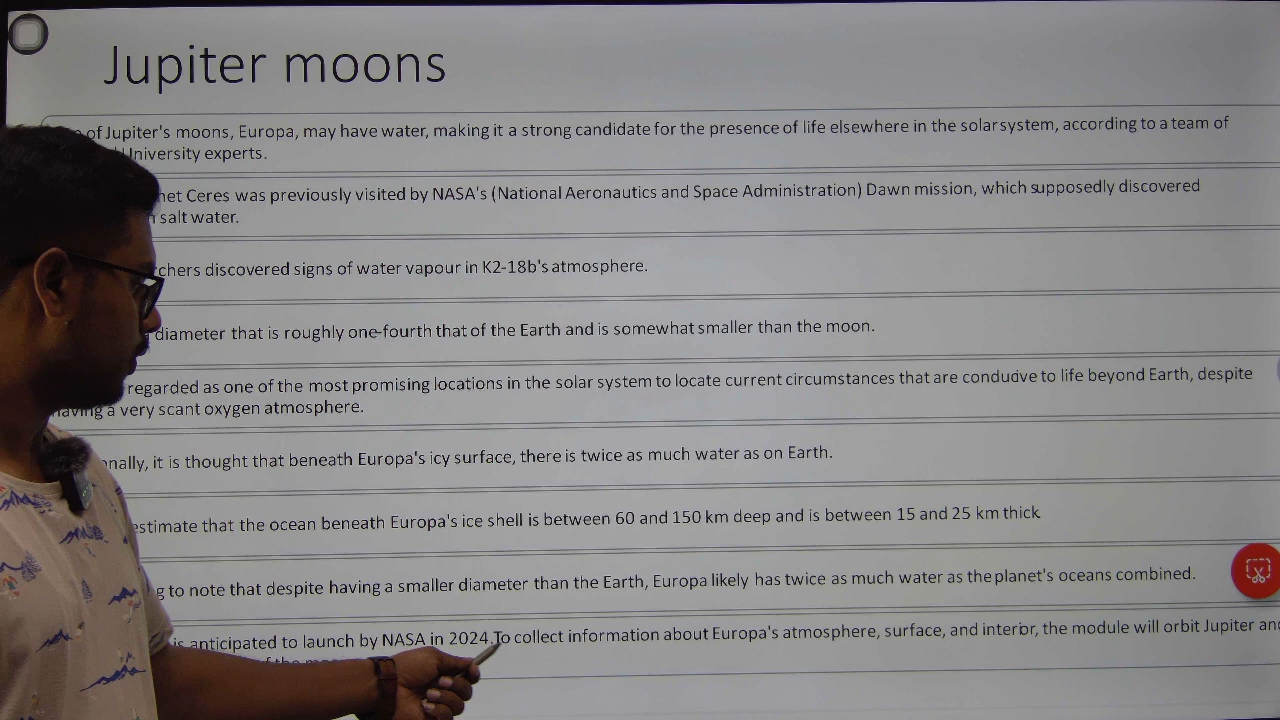 Jupiter moons
of Jupiter's moons, Europa, may have water, making it a strong candidate for the presence of life elsewhere in the solar system, according to a team of
University experts.
Ceres was previously visited by NASA's (National Aeronautics and Space Administration) Dawn mission, which supposedly discovered
salt water.
discovered signs of water vapour in K2-18b's atmosphere.
diameter that is roughly one-fourth that of the Earth and is somewhat smaller than the moon.
regarded as one of the most promising locations in the solar system to locate current circumstances that are conducive to life beyond Earth, despite
having a very scant oxygen atmosphere.
it is thought that beneath Europa's icy surface, there is twice as much water as on Earth.
estimate that the ocean beneath Europa's ice shell is between 60 and 150 km deep and is between 15 and 25 km thick
to note that despite having a smaller diameter than the Earth, Europa likely has twice as much water as the planet's oceans combined.
is anticipated to launch by NASA in 2024.To collect information about Europa's atmosphere, surface, and interior, the module will orbit Jupiter and
of the